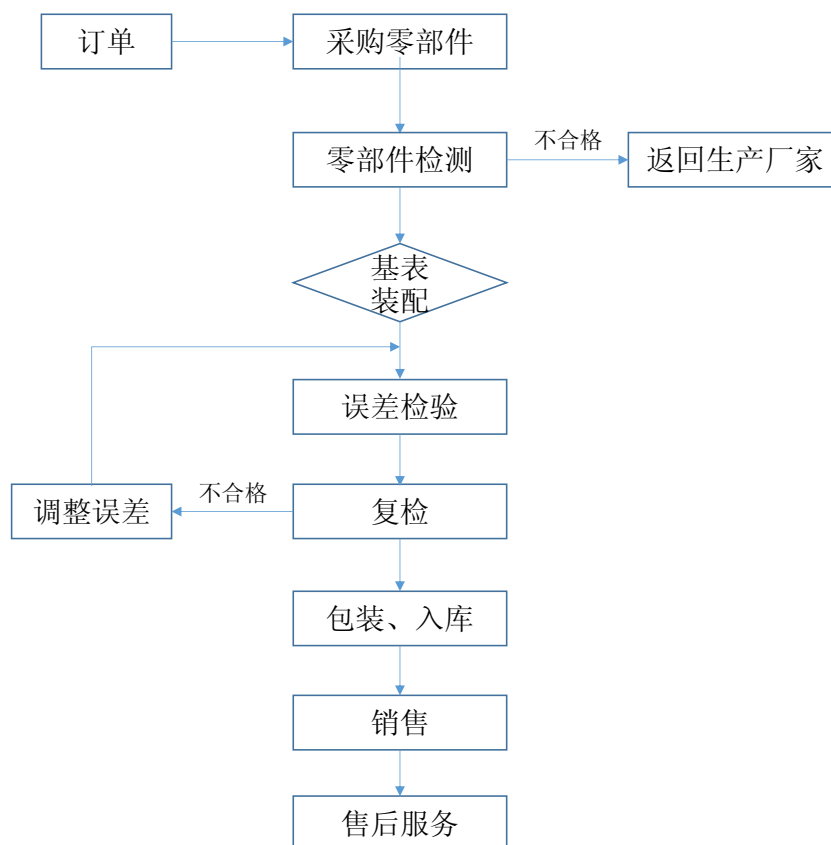 订单
采购零部件
零部件检测
不合格
返回生产厂家
基表
装配
误差检验
调整误差
不合格
复检
包装、入库
销售
售后服务